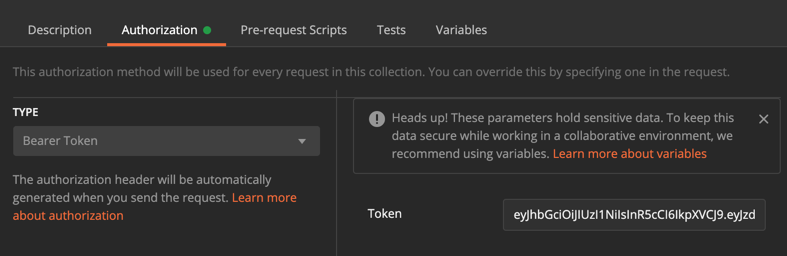 Description Authorization Pre-request Scripts Tests Variables
This authorization method will be used for every request in this collection. You can override this by specifying one in the request.
TYPE
Bearer Token
The authorization header will be automatically
generated when you send the request. Learn more
about authorization
Heads up! These parameters hold sensitive data. To keep this
data secure while working in a collaborative environment, we
recommend using variables. Learn more about variables
Token
eyJhbGciOiJIUzI1NiIsInR5cCI6IkpXVCJ9.eyJzd